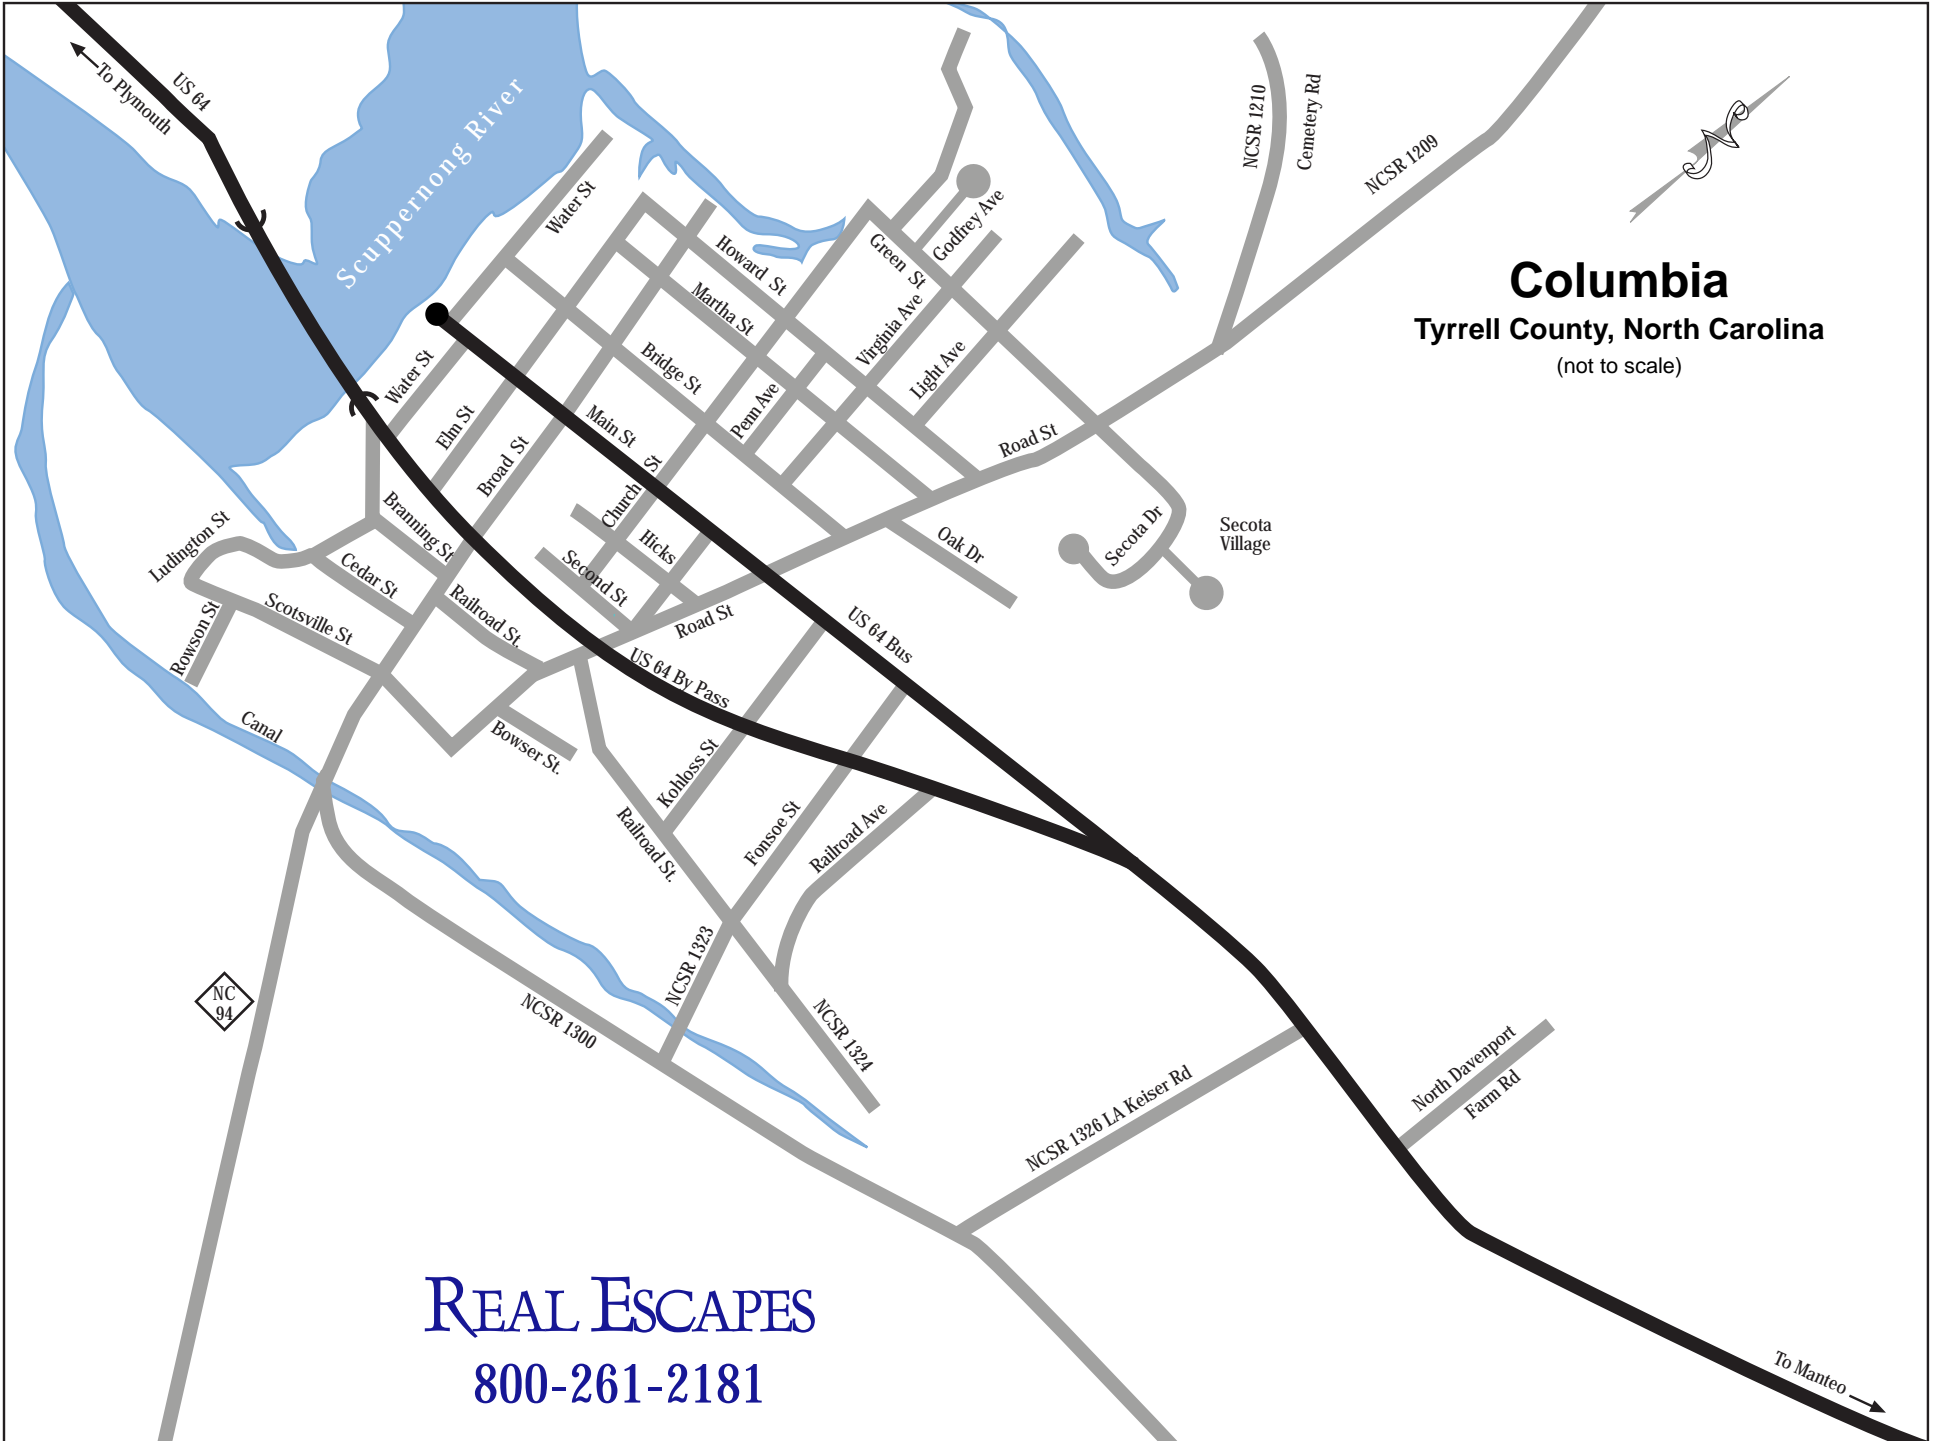 To Plymouth
US 64
Scuppernong River
Water St
Howard St
Martha St
Bridge St
Green St
Godfrey Ave
Virginia Ave
Light Ave
Penn Ave
NCSR 1210
Cemetery Rd
NCSR 1209
N
Columbia
Tyrrell County, North Carolina
(not to scale)
Water St
Elm St
Broad St
Main St
Church St
Hicks
Second St
Road St
Road St
Oak Dr
Secota Dr
Secota
Village
Ludington St
Branning St
Cedar St
Railroad St.
Scotsville St
Rowson St
Canal
Bowser St.
US 64 By Pass
US 64 Bus
Kohloss St
Fonsoe St
Railroad Ave
Railroad St.
NCSR 1323
NCSR 1324
NCSR 1300
NC
94
NCSR 1326 LA Keiser Rd
North Davenport
Farm Rd
To Manteo
REAL ESCAPES
800-261-2181